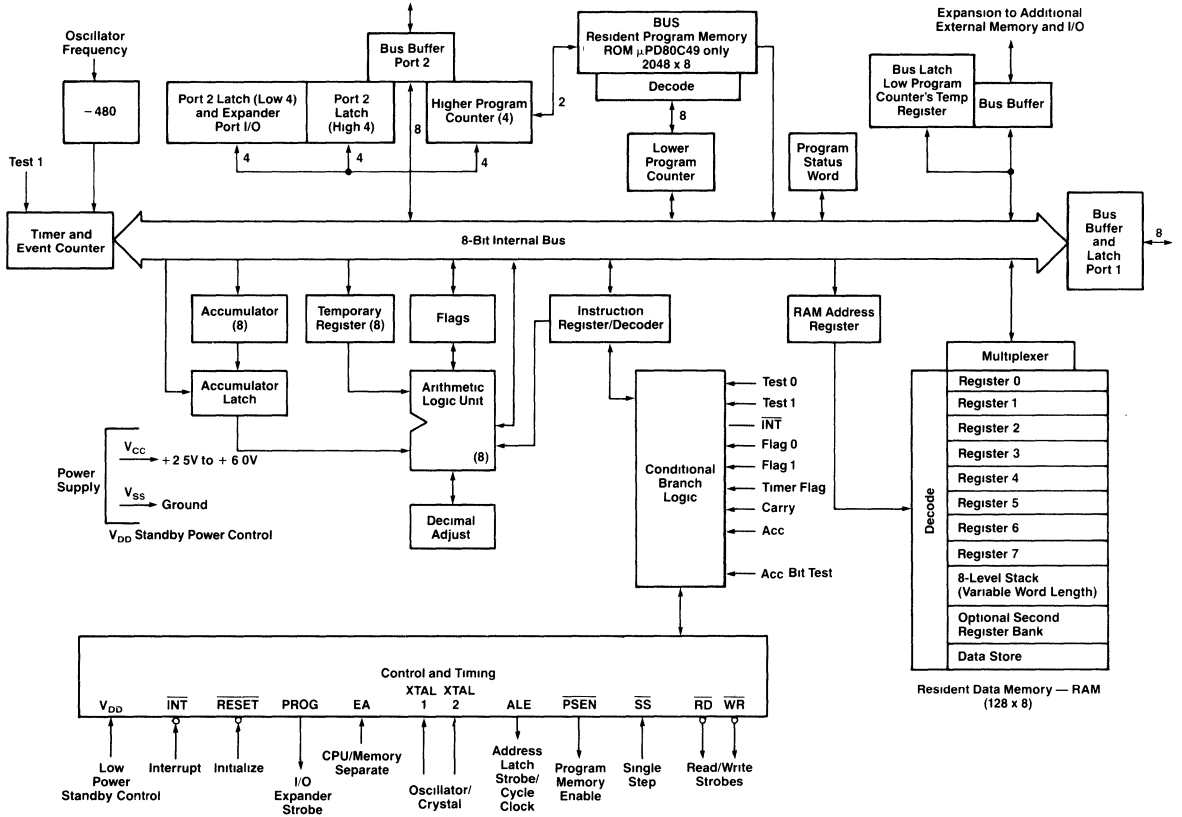 Oscillator
Frequency
− 480
Test 1
Timer and
Event Counter
Bus Buffer
Port 2
Port 2 Latch (Low 4)
and Expander
Port I/O
Port 2
Latch
(High 4)
Higher Program
Counter (4)
4
4
4
8
2
BUS
Resident Program Memory
ROM μPD80C49 only
2048 x 8
Decode
8
Lower
Program
Counter
Program
Status
Word
Expansion to Additional
External Memory and I/O
Bus Latch
Low Program
Counter's Temp
Register
Bus Buffer
8-Bit Internal Bus
Bus
Buffer
and
Latch
Port 1
8
Accumulator
(8)
Temporary
Register (8)
Flags
Instruction
Register/Decoder
RAM Address
Register
Accumulator
Latch
Arithmetic
Logic Unit
(8)
Decimal
Adjust
Power
Supply
VCC
+2 5V to + 6 0V
VSS
Ground
VDD Standby Power Control
Conditional
Branch
Logic
Test 0
Test 1
INT
Flag 0
Flag 1
Timer Flag
Carry
Acc
Acc Bit Test
Multiplexer
Decode
Register 0
Register 1
Register 2
Register 3
Register 4
Register 5
Register 6
Register 7
8-Level Stack
(Variable Word Length)
Optional Second
Register Bank
Data Store
Resident Data Memory — RAM
(128 x 8)
Control and Timing
XTAL XTAL
VDD INT RESET PROG EA 1 2 ALE PSEN SS RD WR
Low
Power
Standby Control
Interrupt
Initialize
I/O
Expander
Strobe
CPU/Memory
Separate
Oscillator/
Crystal
Address
Latch
Strobe/
Cycle
Clock
Program
Memory
Enable
Single
Step
Read/Write
Strobes